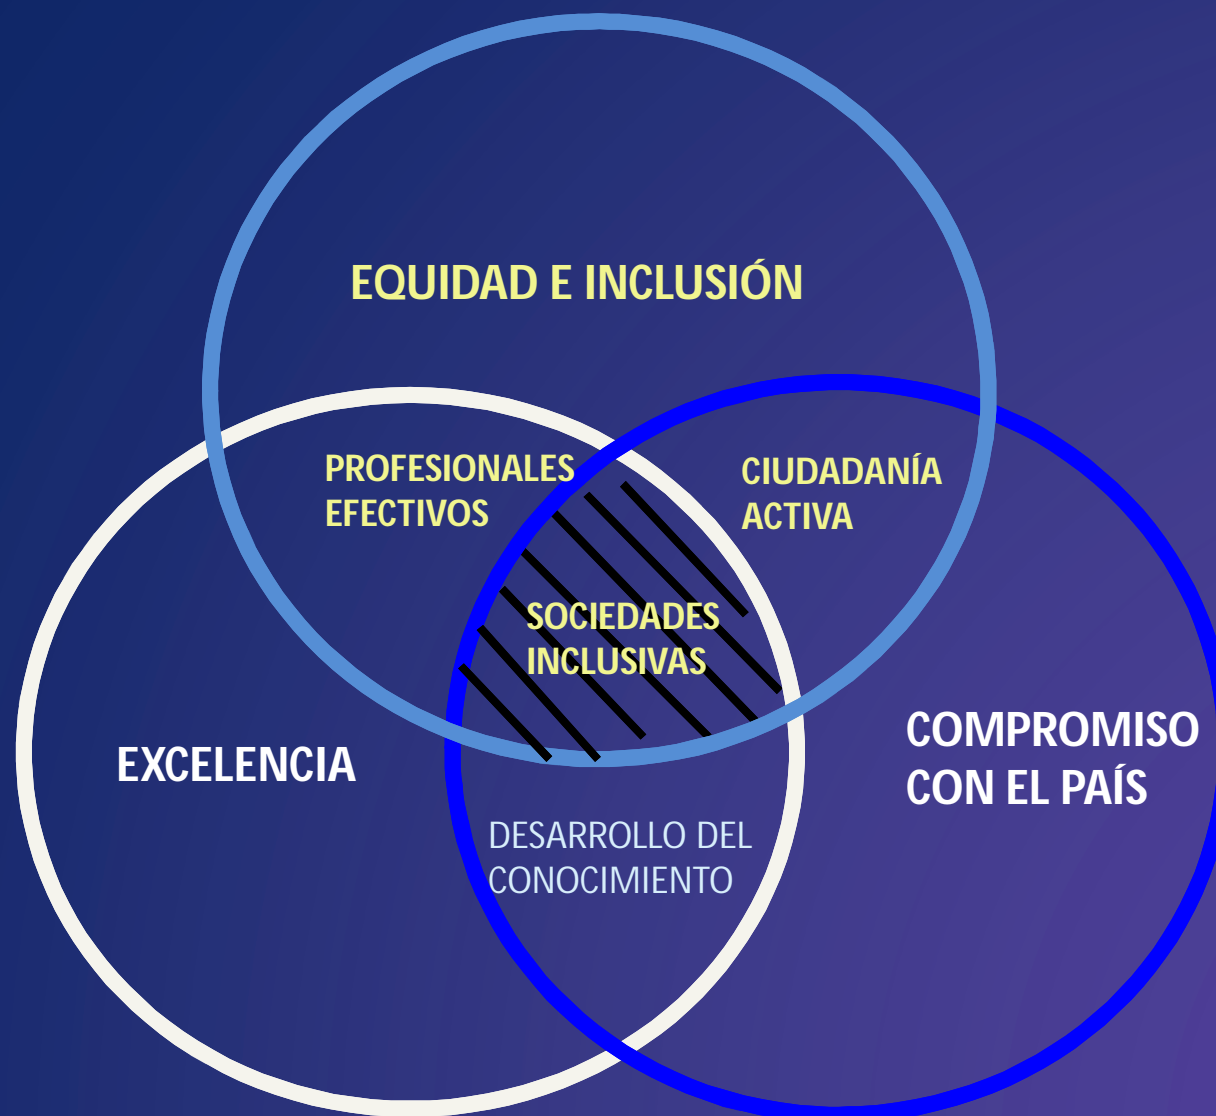 EQUIDAD E INCLUSIÓN
PROFESIONALES
EFECTIVOS
CIUDADANÍA
ACTIVA
SOCIEDADES
INCLUSIVAS
EXCELENCIA
COMPROMISO
CON EL PAÍS
DESARROLLO DEL
CONOCIMIENTO